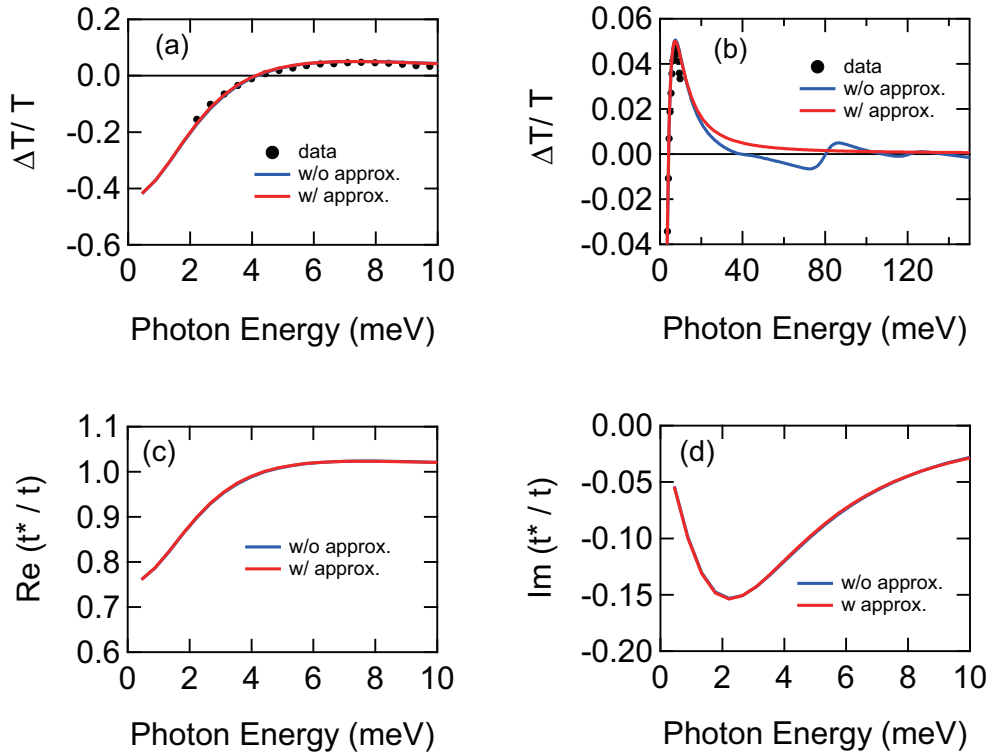 (a)
ΔT/ T
0.2
0.0
-0.2
-0.4
-0.6
data
w/o approx.
w/ approx.
0 2 4 6 8 10
Photon Energy (meV)
(b)
ΔT/ T
0.06
0.04
0.02
0.00
-0.02
-0.04
data
w/o approx.
w/ approx.
0 40 80 120
Photon Energy (meV)
(c)
Re (t* / t)
1.1
1.0
0.9
0.8
0.7
0.6
w/o approx.
w/ approx.
0 2 4 6 8 10
Photon Energy (meV)
(d)
Im (t* / t)
0.00
-0.05
-0.10
-0.15
-0.20
w/o approx.
w approx.
0 2 4 6 8 10
Photon Energy (meV)